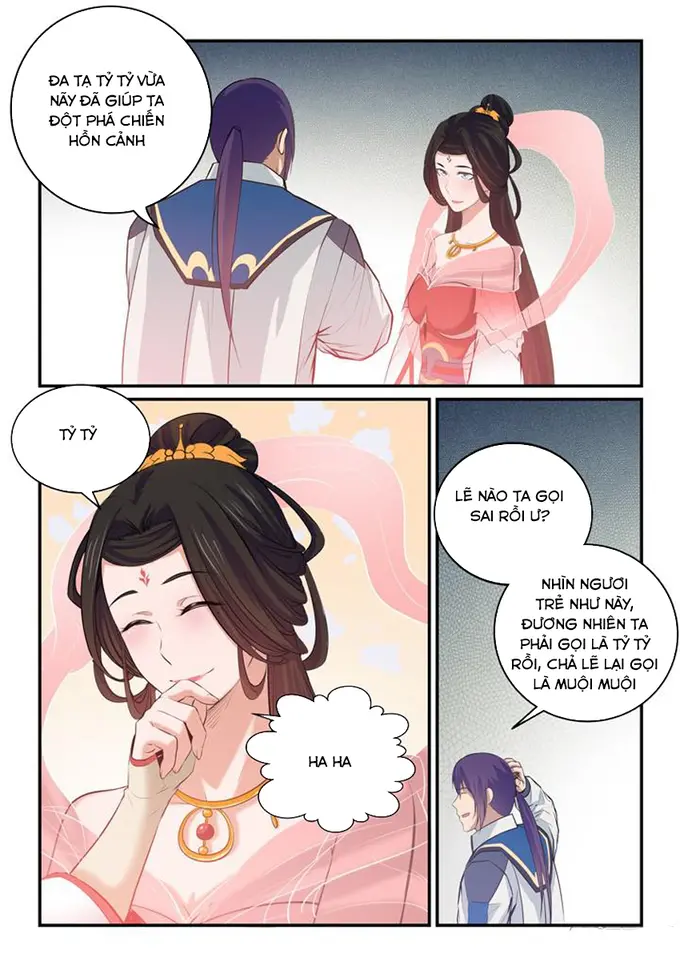 ĐA TẠ TỶ TỶ VỪA
NÃY ĐÃ GIÚP TA
ĐỘT PHÁ CHIẾN
HỒN CẢNH
TỶ TỶ
HA HA
LẼ NÀO TA GỌI
SAI RỒI Ư?
NHÌN NGƯƠI
TRẺ NHƯ NÀY,
ĐƯƠNG NHIÊN TA
PHẢI GỌI LÀ TỶ TỶ
RỒI, CHẢ LẼ LẠI GỌI
LÀ MUỘI MUỘI